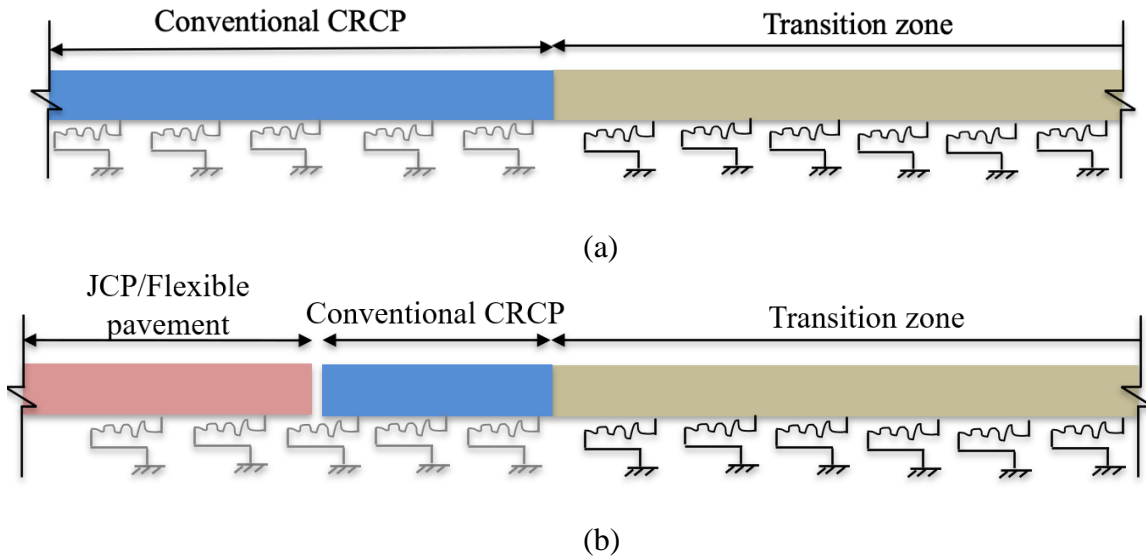 Conventional CRCP
Transition zone
(a)
JCP/Flexible
pavement
Conventional CRCP
Transition zone
(b)